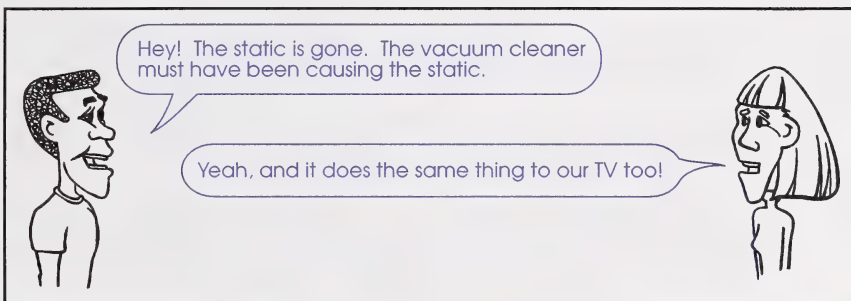 Hey! The static is gone. The vacuum cleaner
must have been causing the static.
Yeah, and it does the same thing to our TV too!